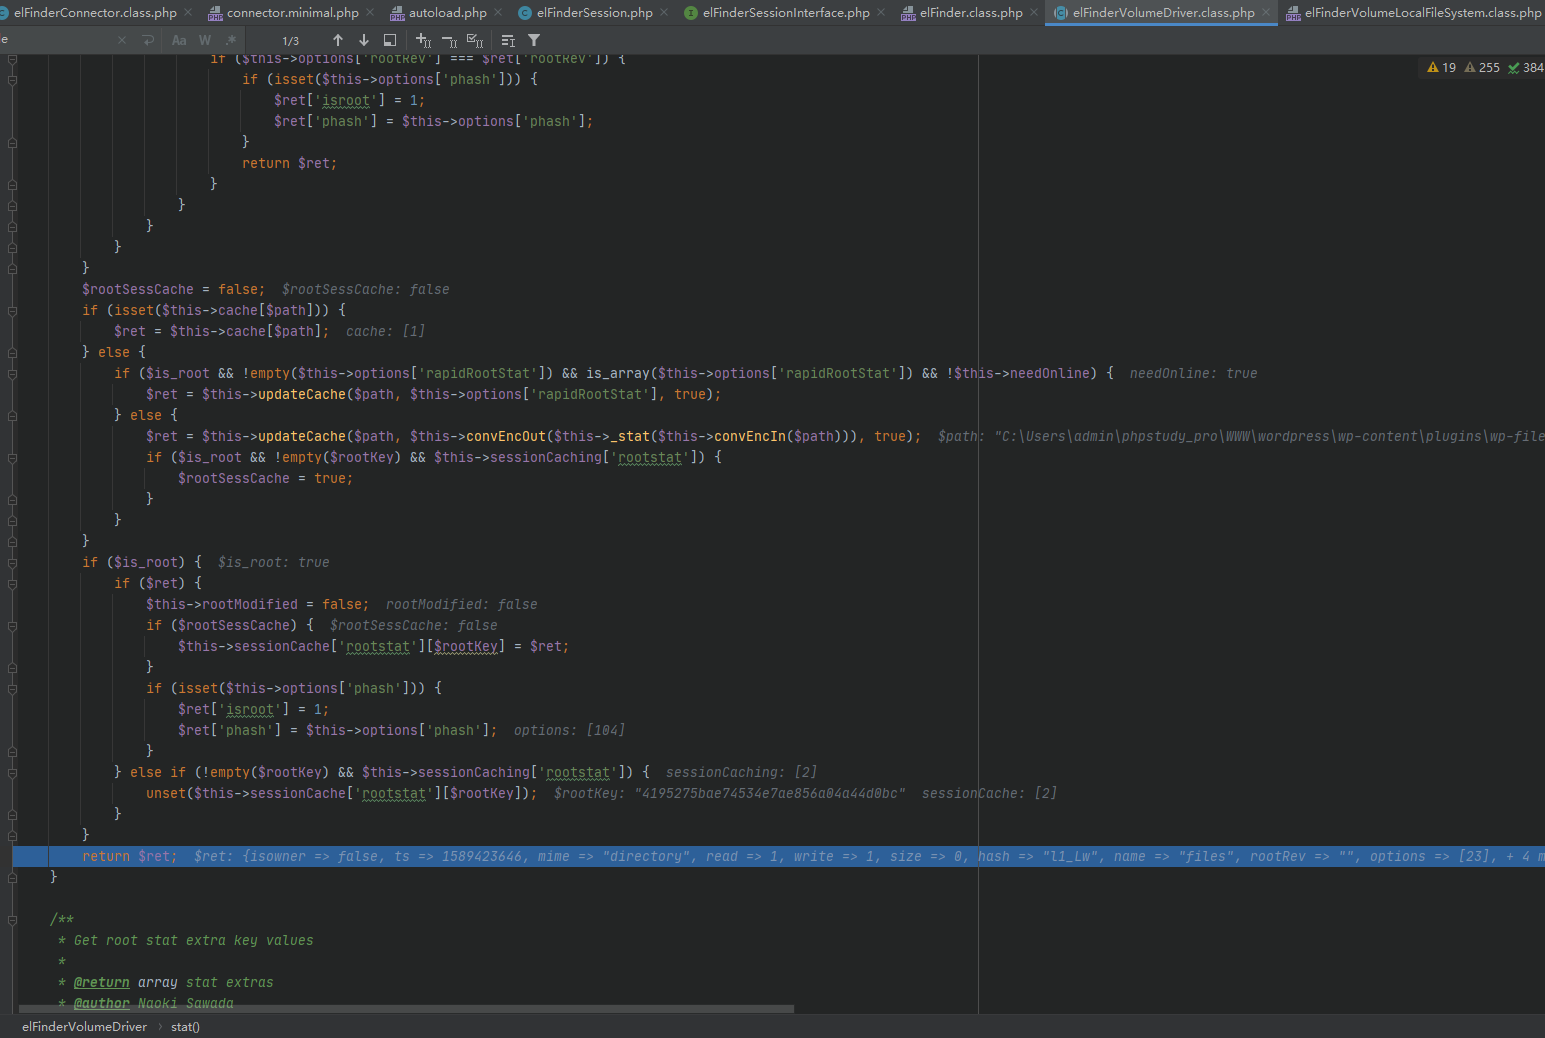 elFinderConnector.class.php connector.minimal.php autoload.php elFinderSession.php elFinderSessionInterface.php elFinder.class.php elFinderVolumeDriver.class.php elFinderVolumeLocalFileSystem.class.php
e Aa W .* 1/3
19 255 384
if ($this->options['rootRev'] === $ret['rootRev']) {
if (isset($this->options['phash'])) {
$ret['isroot'] = 1;
$ret['phash'] = $this->options['phash'];
}
return $ret;
}
}
}
}
}
$rootSessCache = false; $rootSessCache: false
if (isset($this->cache[$path])) {
$ret = $this->cache[$path]; cache: [1]
} else {
if ($is_root && !empty($this->options['rapidRootStat']) && is_array($this->options['rapidRootStat']) && !$this->needOnline) { needOnline: true
$ret = $this->updateCache($path, $this->options['rapidRootStat'], true);
} else {
$ret = $this->updateCache($path, $this->convEncOut($this->_stat($this->convEncIn($path))), true); $path: "C:\Users\admin\phpstudy_pro\WWW\wordpress\wp-content\plugins\wp-file
if ($is_root && !empty($rootKey) && $this->sessionCaching['rootstat']) {
$rootSessCache = true;
}
}
}
if ($is_root) { $is_root: true
if ($ret) {
$this->rootModified = false; rootModified: false
if ($rootSessCache) { $rootSessCache: false
$this->sessionCache['rootstat'][$rootKey] = $ret;
}
if (isset($this->options['phash'])) {
$ret['isroot'] = 1;
$ret['phash'] = $this->options['phash']; options: [104]
}
} else if (!empty($rootKey) && $this->sessionCaching['rootstat']) { sessionCaching: [2]
unset($this->sessionCache['rootstat'][$rootKey]); $rootKey: "4195275bae74534e7ae856a04a44d0bc" sessionCache: [2]
}
}
return $ret; $ret: {isowner => false, ts => 1589423646, mime => "directory", read => 1, write => 1, size => 0, hash => "l1_Lw", name => "files", rootRev => "", options => [23], + 4 m
}
/**
* Get root stat extra key values
*
* @return array stat extras
* @author Naoki Sawada
elFinderVolumeDriver › stat()